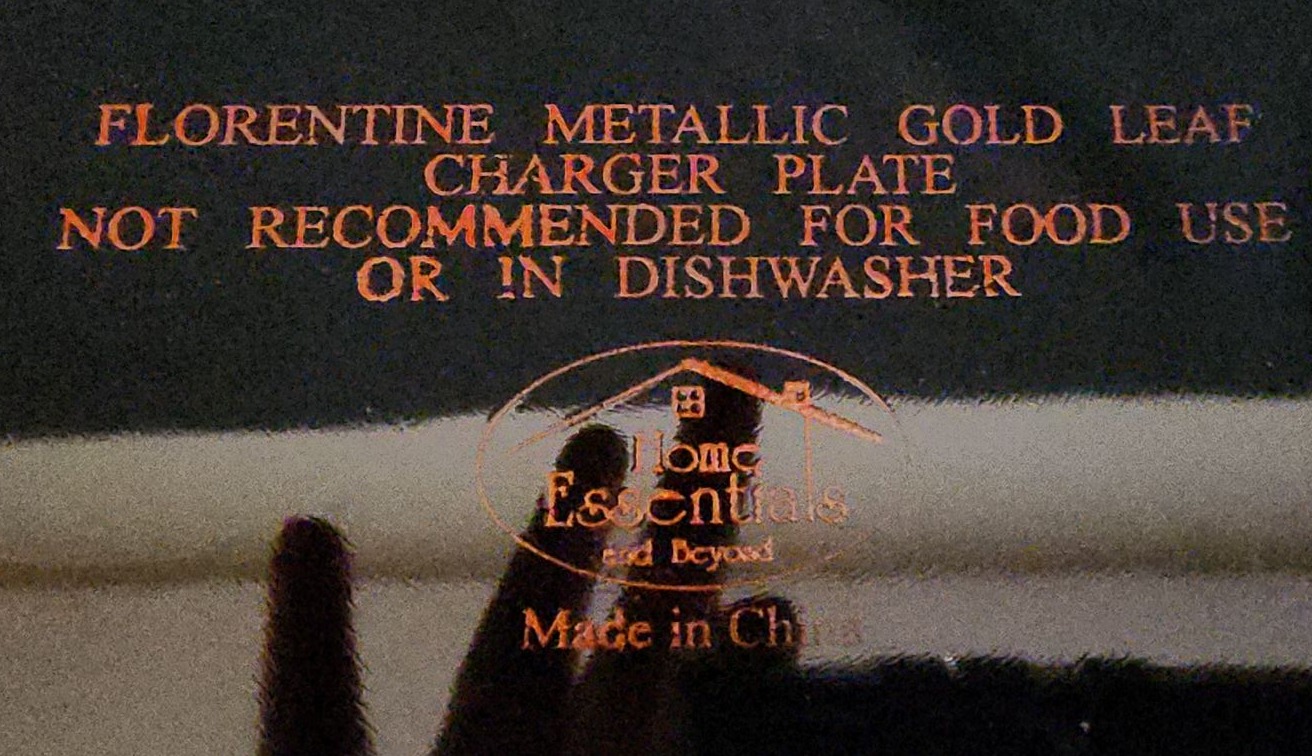 FLORENTINE METALLIC GOLD LEAF
CHARGER PLATE
NOT RECOMMENDED FOR FOOD USE
OR IN DISHWASHER
Home
Essentials
and Beyond
Made in China